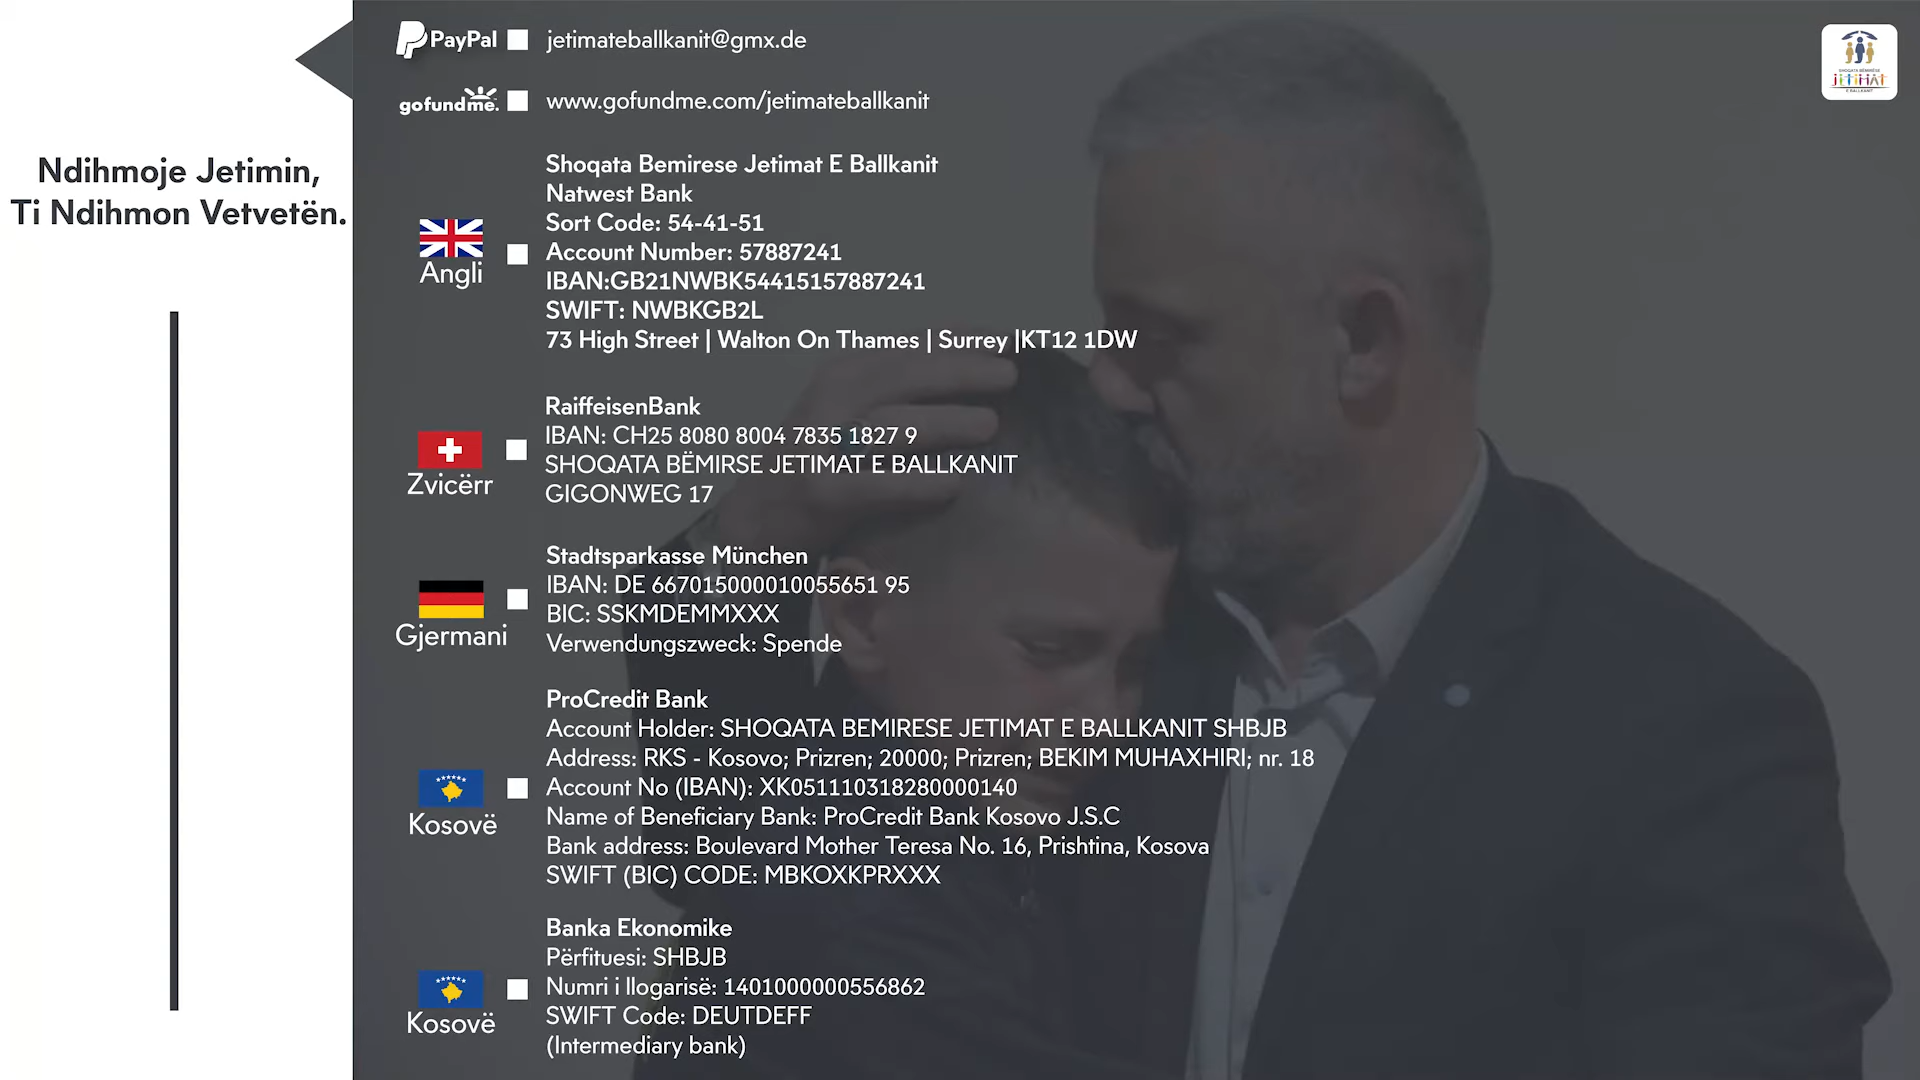 Ndihmoje Jetimin,
Ti Ndihmon Vetvetën.
PayPal
jetimateballkanit@gmx.de
gofundme.
www.gofundme.com/jetimateballkanit
Angli
Shoqata Bemirese Jetimat E Ballkanit
Natwest Bank
Sort Code: 54-41-51
Account Number: 57887241
IBAN:GB21NWBK54415157887241
SWIFT: NWBKGB2L
73 High Street | Walton On Thames | Surrey |KT12 1DW
Zvicërr
RaiffeisenBank
IBAN: CH25 8080 8004 7835 1827 9
SHOQATA BËMIRSE JETIMAT E BALLKANIT
GIGONWEG 17
Gjermani
Stadtsparkasse München
IBAN: DE 667015000010055651 95
BIC: SSKMDEMMXXX
Verwendungszweck: Spende
Kosovë
ProCredit Bank
Account Holder: SHOQATA BEMIRESE JETIMAT E BALLKANIT SHBJB
Address: RKS - Kosovo; Prizren; 20000; Prizren; BEKIM MUHAXHIRI; nr. 18
Account No (IBAN): XK051110318280000140
Name of Beneficiary Bank: ProCredit Bank Kosovo J.S.C
Bank address: Boulevard Mother Teresa No. 16, Prishtina, Kosova
SWIFT (BIC) CODE: MBKOXKPRXXX
Kosovë
Banka Ekonomike
Përfituesi: SHBJB
Numri i llogarisë: 1401000000556862
SWIFT Code: DEUTDEFF
(Intermediary bank)
SHOQATA BËMIRËSE
JETIMAT
E BALLKANIT